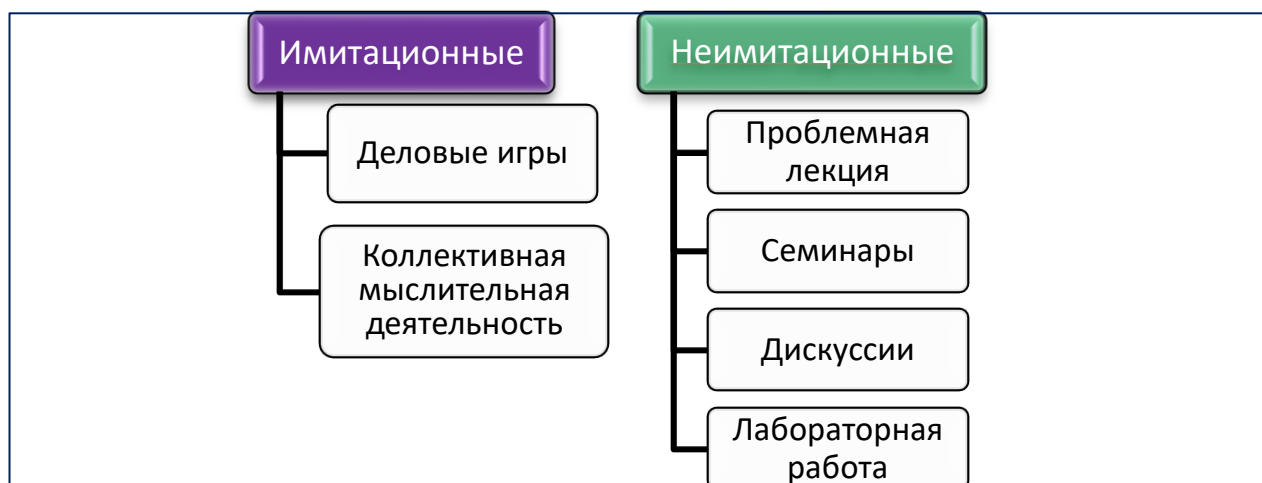 Имитационные
Деловые игры
Коллективная
мыслительная
деятельность
Неимитационные
Проблемная
лекция
Семинары
Дискуссии
Лабораторная
работа